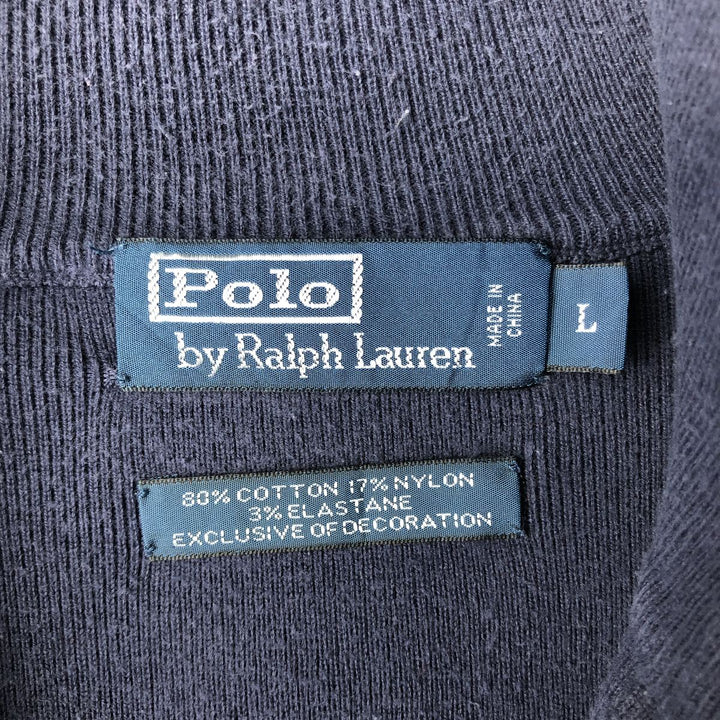 Polo
by Ralph Lauren
MADE IN
CHINA
L
80% COTTON 17% NYLON
3% ELASTANE
EXCLUSIVE OF DECORATION